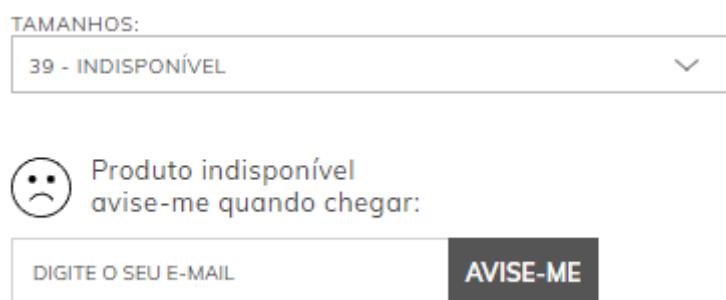 TAMANHOS:
39 - INDISPONÍVEL
Produto indisponível
avise-me quando chegar:
DIGITE O SEU E-MAIL
AVISE-ME